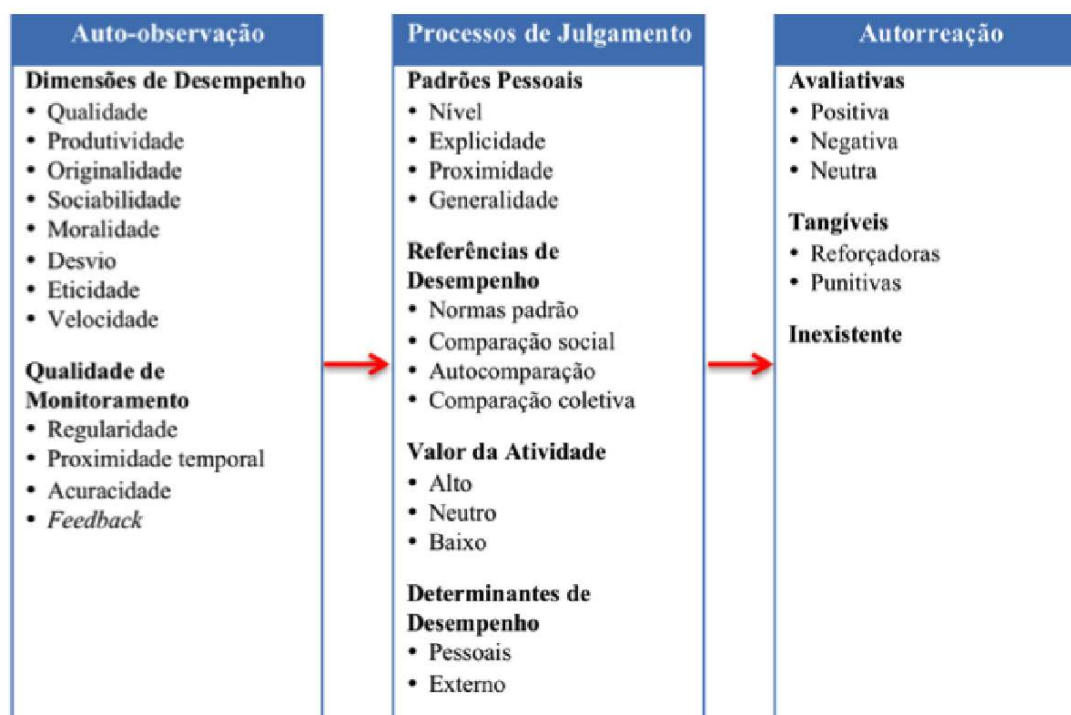 Auto-observação
Dimensões de Desempenho
• Qualidade
• Produtividade
• Originalidade
• Sociabilidade
• Moralidade
• Desvio
• Eticidade
• Velocidade
Qualidade de
Monitoramento
• Regularidade
• Proximidade temporal
• Acuracidade
• Feedback
Processos de Julgamento
Padrões Pessoais
• Nível
• Explicidade
• Proximidade
• Generalidade
Referências de
Desempenho
• Normas padrão
• Comparação social
• Autocomparação
• Comparação coletiva
Valor da Atividade
• Alto
• Neutro
• Baixo
Determinantes de
Desempenho
• Pessoais
• Externo
Autorreação
Avaliativas
• Positiva
• Negativa
• Neutra
Tangíveis
• Reforçadoras
• Punitivas
Inexistente